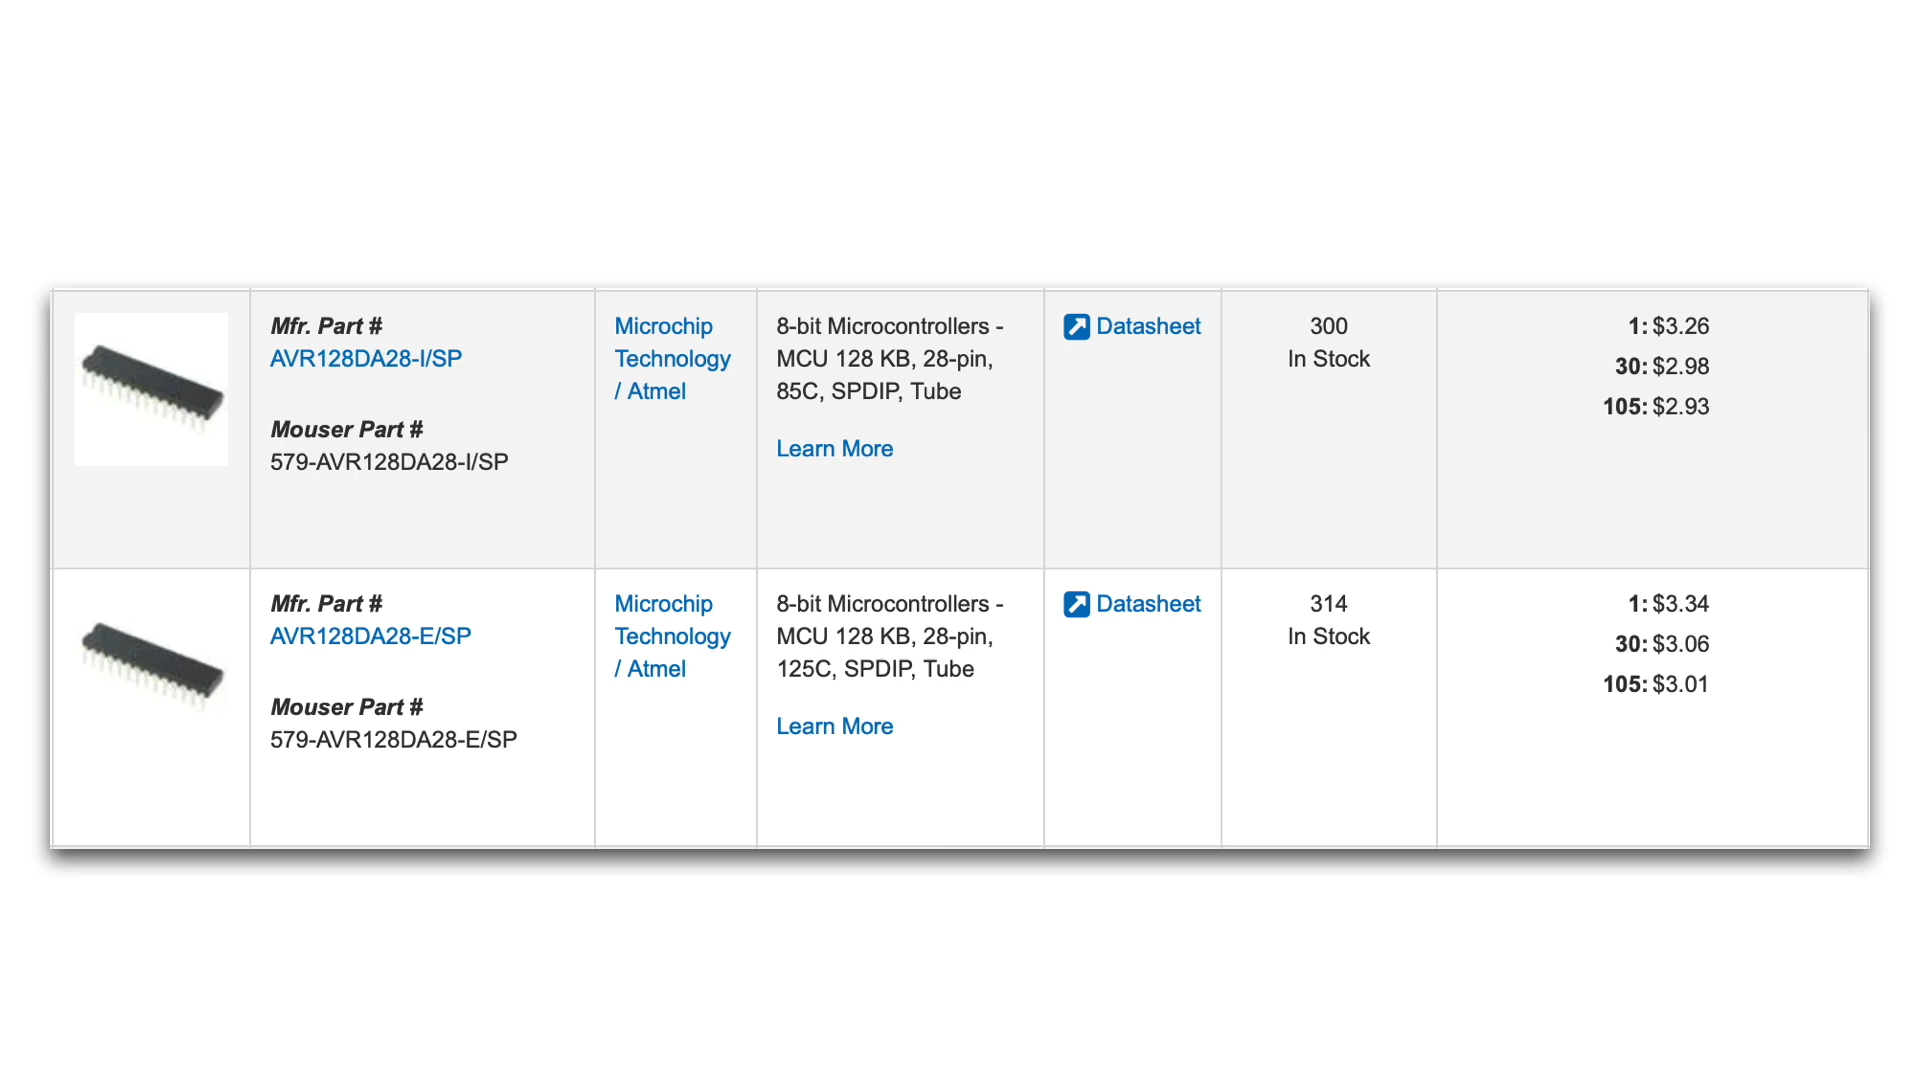 Mfr. Part #
AVR128DA28-I/SP
Mouser Part #
579-AVR128DA28-I/SP
Microchip
Technology
/ Atmel
8-bit Microcontrollers -
MCU 128 KB, 28-pin,
85C, SPDIP, Tube
Learn More
Datasheet
300
In Stock
1: $3.26
30: $2.98
105: $2.93
Mfr. Part #
AVR128DA28-E/SP
Mouser Part #
579-AVR128DA28-E/SP
Microchip
Technology
/ Atmel
8-bit Microcontrollers -
MCU 128 KB, 28-pin,
125C, SPDIP, Tube
Learn More
Datasheet
314
In Stock
1: $3.34
30: $3.06
105: $3.01